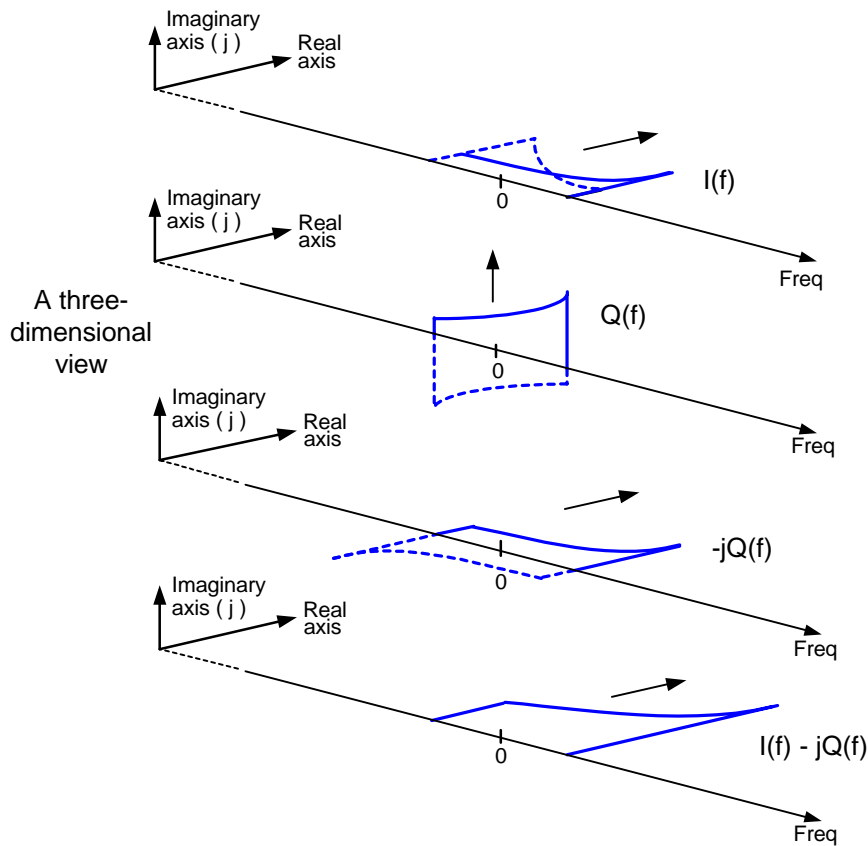 Imaginary
axis ( j )
Real
axis
I(f)
0
Freq
Imaginary
axis ( j )
Real
axis
A three-
dimensional
view
Q(f)
0
Freq
Imaginary
axis ( j )
Real
axis
-jQ(f)
0
Freq
Imaginary
axis ( j )
Real
axis
0
I(f) - jQ(f)
Freq